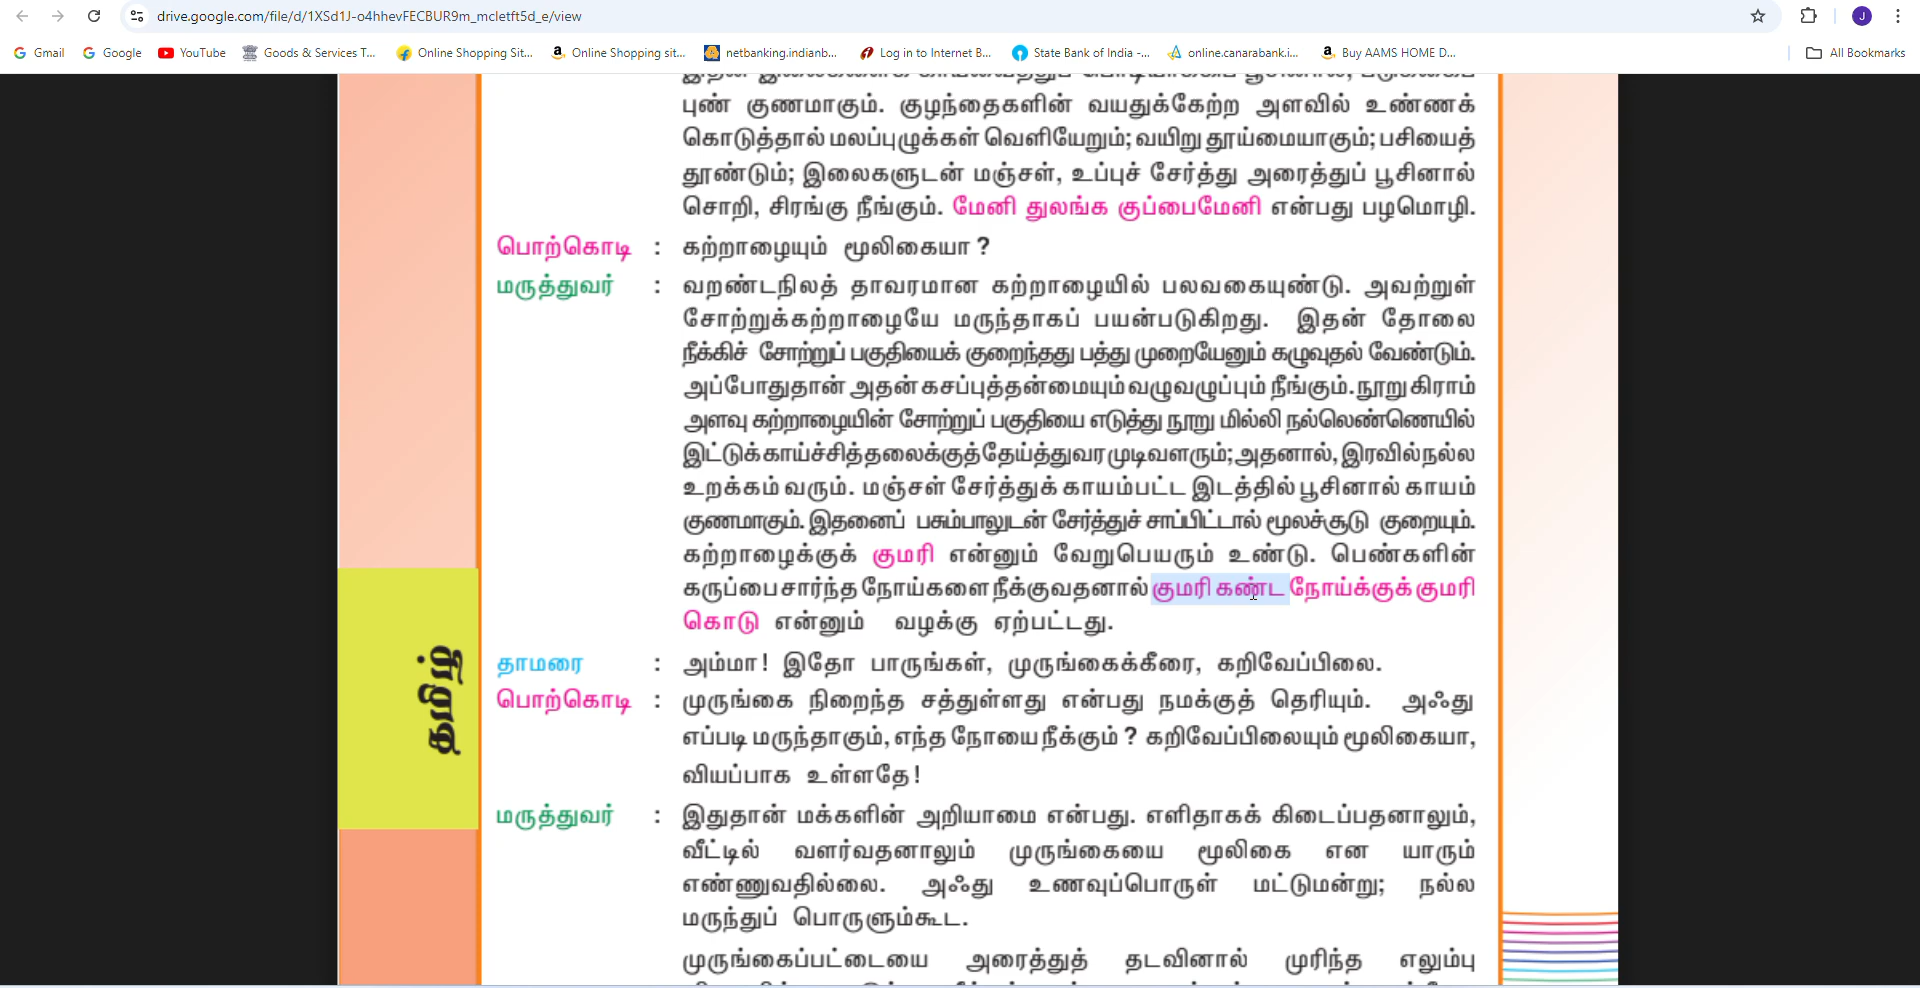 drive.google.com/file/d/1XSd1J-o4hhevFECBUR9m_mcletft5d_e/view
J
Gmail Google YouTube Goods & Services T... Online Shopping Sit... Online Shopping sit... netbanking.indianb... Log in to Internet B... State Bank of India -... online.canarabank.i... Buy AAMS HOME D... All Bookmarks
இதன் இலைகளைக் காயவைத்துப் பொடியாக்கிப் பூசினால், படுக்கைப்
புண் குணமாகும். குழந்தைகளின் வயதுக்கேற்ற அளவில் உண்ணக்
கொடுத்தால் மலப்புழுக்கள் வெளியேறும்; வயிறு தூய்மையாகும்; பசியைத்
தூண்டும்; இலைகளுடன் மஞ்சள், உப்புச் சேர்த்து அரைத்துப் பூசினால்
சொறி, சிரங்கு நீங்கும். மேனி துலங்க குப்பைமேனி என்பது பழமொழி.
பொற்கொடி : கற்றாழையும் மூலிகையா ?
மருத்துவர் : வறண்டநிலத் தாவரமான கற்றாழையில் பலவகையுண்டு. அவற்றுள்
சோற்றுக்கற்றாழையே மருந்தாகப் பயன்படுகிறது. இதன் தோலை
நீக்கிச் சோற்றுப் பகுதியைக் குறைந்தது பத்து முறையேனும் கழுவுதல் வேண்டும்.
அப்போதுதான் அதன் கசப்புத்தன்மையும் வழுவழுப்பும் நீங்கும். நூறு கிராம்
அளவு கற்றாழையின் சோற்றுப் பகுதியை எடுத்து நூறு மில்லி நல்லெண்ணெயில்
இட்டுக் காய்ச்சித் தலைக்குத் தேய்த்துவர முடி வளரும்; அதனால், இரவில் நல்ல
உறக்கம் வரும். மஞ்சள் சேர்த்துக் காயம்பட்ட இடத்தில் பூசினால் காயம்
குணமாகும். இதனைப் பசும்பாலுடன் சேர்த்துச் சாப்பிட்டால் மூலச்சூடு குறையும்.
கற்றாழைக்குக் குமரி என்னும் வேறுபெயரும் உண்டு. பெண்களின்
கருப்பை சார்ந்த நோய்களை நீக்குவதனால் குமரி கண்ட நோய்க்குக் குமரி
கொடு என்னும் வழக்கு ஏற்பட்டது.
தாமரை : அம்மா! இதோ பாருங்கள், முருங்கைக்கீரை, கறிவேப்பிலை.
தமிழ்
பொற்கொடி : முருங்கை நிறைந்த சத்துள்ளது என்பது நமக்குத் தெரியும். அஃது
எப்படி மருந்தாகும், எந்த நோயை நீக்கும் ? கறிவேப்பிலையும் மூலிகையா,
வியப்பாக உள்ளதே!
மருத்துவர் : இதுதான் மக்களின் அறியாமை என்பது. எளிதாகக் கிடைப்பதனாலும்,
வீட்டில் வளர்வதனாலும் முருங்கையை மூலிகை என யாரும்
எண்ணுவதில்லை. அஃது உணவுப்பொருள் மட்டுமன்று; நல்ல
மருந்துப் பொருளும்கூட.
முருங்கைப்பட்டையை அரைத்துத் தடவினால் முரிந்த எலும்பு